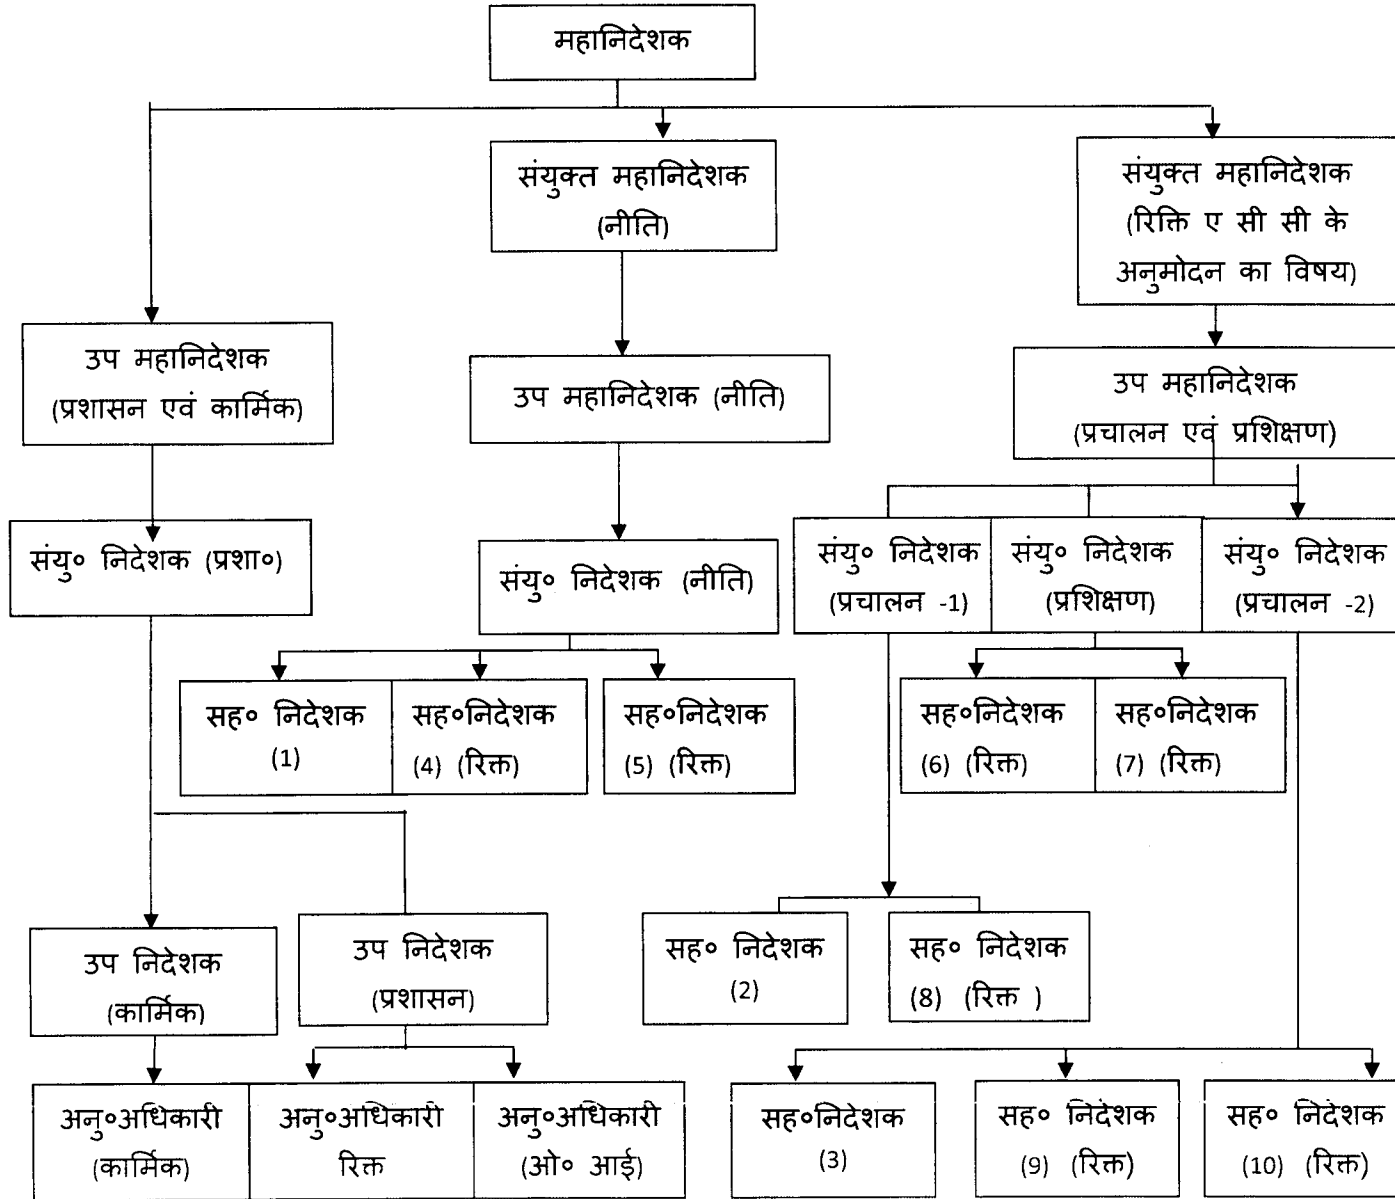 महानिदेशक
संयुक्त महानिदेशक
(नीति)
संयुक्त महानिदेशक
(रिक्ति ए सी सी के
अनुमोदन का विषय)
उप महानिदेशक
(प्रशासन एवं कार्मिक)
उप महानिदेशक (नीति)
उप महानिदेशक
(प्रचालन एवं प्रशिक्षण)
संयु० निदेशक (प्रशा०)
संयु० निदेशक (नीति)
संयु० निदेशक
(प्रचालन -1)
संयु० निदेशक
(प्रशिक्षण)
संयु० निदेशक
(प्रचालन -2)
सह० निदेशक
(1)
सह०निदेशक
(4) (रिक्त)
सह०निदेशक
(5) (रिक्त)
सह०निदेशक
(6) (रिक्त)
सह०निदेशक
(7) (रिक्त)
उप निदेशक
(कार्मिक)
उप निदेशक
(प्रशासन)
सह० निदेशक
(2)
सह० निदेशक
(8) (रिक्त )
अनु०अधिकारी
(कार्मिक)
अनु०अधिकारी
रिक्त
अनु०अधिकारी
(ओ० आई)
सह०निदेशक
(3)
सह० निदेशक
(9) (रिक्त)
सह० निदेशक
(10) (रिक्त)